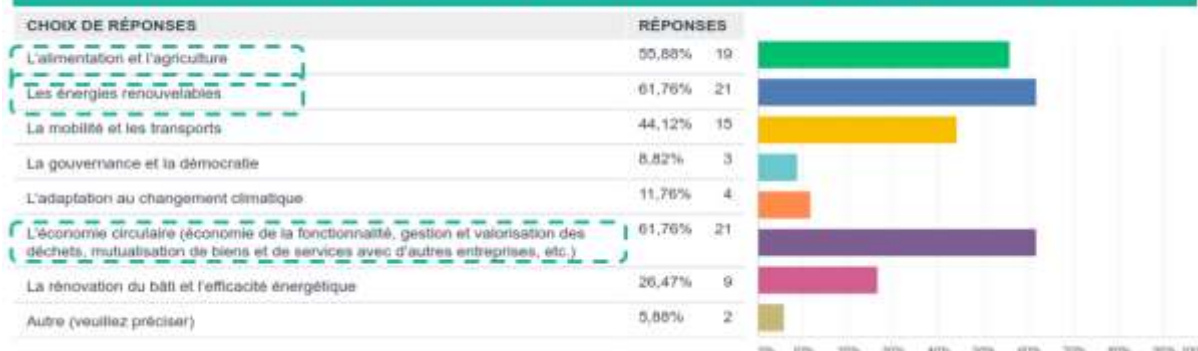 CHOIX DE RÉPONSES RÉPONSES
L'alimentation et l'agriculture 55,88% 19
Les énergies renouvelables 61,76% 21
La mobilité et les transports 44,12% 15
La gouvernance et la démocratie 8,82% 3
L'adaptation au changement climatique 11,76% 4
L'économie circulaire (économie de la fonctionnalité, gestion et valorisation des 61,76% 21
déchets, mutualisation de biens et de services avec d'autres entreprises, etc.)
La rénovation du bâti et l'efficacité énergétique 26,47% 9
Autre (veuillez préciser) 5,88% 2